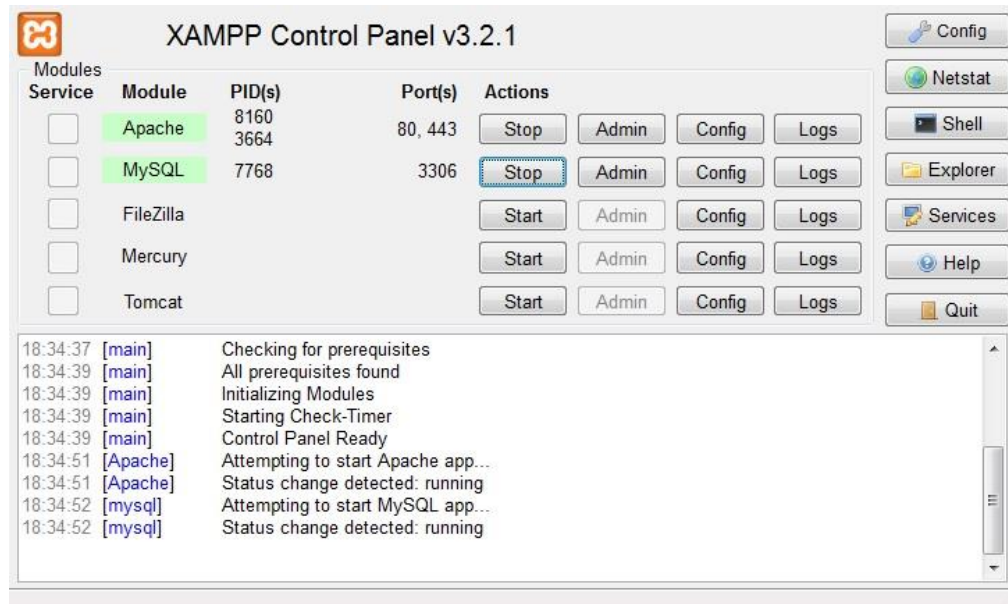 XAMPP Control Panel v3.2.1
Config
Netstat
Shell
Explorer
Services
Help
Quit
Modules
Service Module PID(s) Port(s) Actions
Apache 8160 3664 80, 443 Stop Admin Config Logs
MySQL 7768 3306 Stop Admin Config Logs
FileZilla Start Admin Config Logs
Mercury Start Admin Config Logs
Tomcat Start Admin Config Logs
18:34:37 [main] Checking for prerequisites
18:34:39 [main] All prerequisites found
18:34:39 [main] Initializing Modules
18:34:39 [main] Starting Check-Timer
18:34:39 [main] Control Panel Ready
18:34:51 [Apache] Attempting to start Apache app...
18:34:51 [Apache] Status change detected: running
18:34:52 [mysql] Attempting to start MySQL app...
18:34:52 [mysql] Status change detected: running